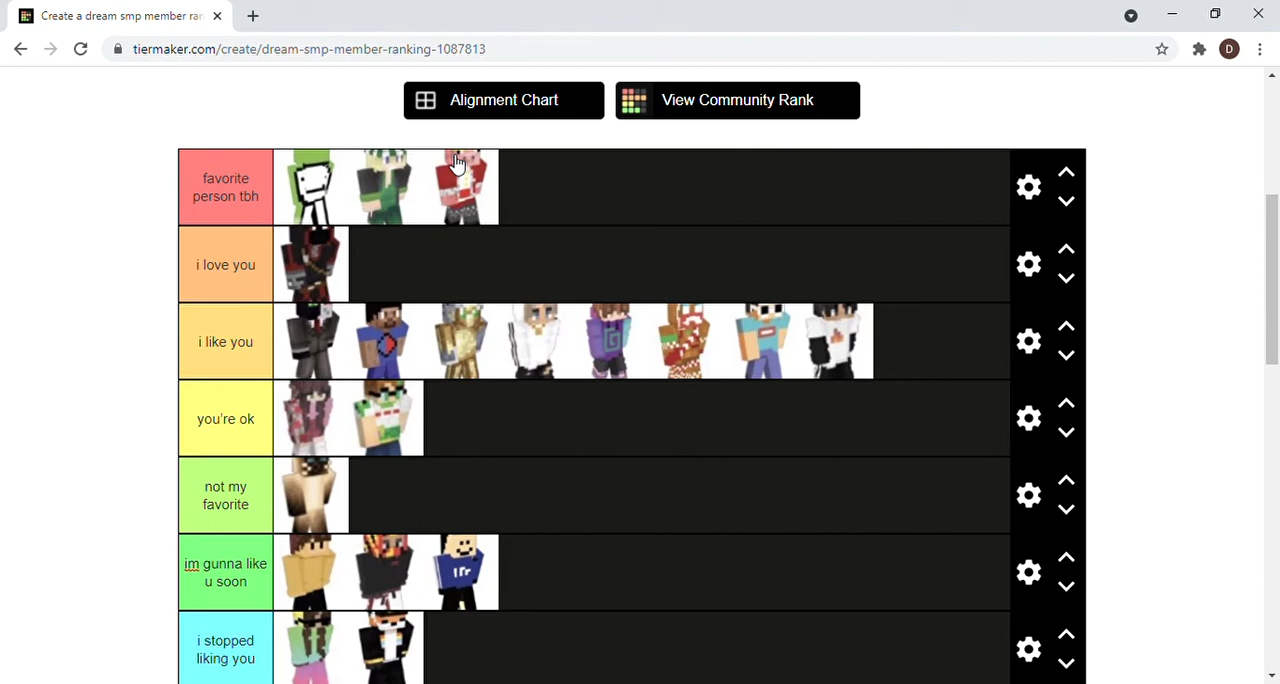 Create a dream smp member ran
tiermaker.com/create/dream-smp-member-ranking-1087813
D
Alignment Chart
View Community Rank
favorite
person tbh
i love you
i like you
you're ok
not my
favorite
im gunna like
u soon
i stopped
liking you